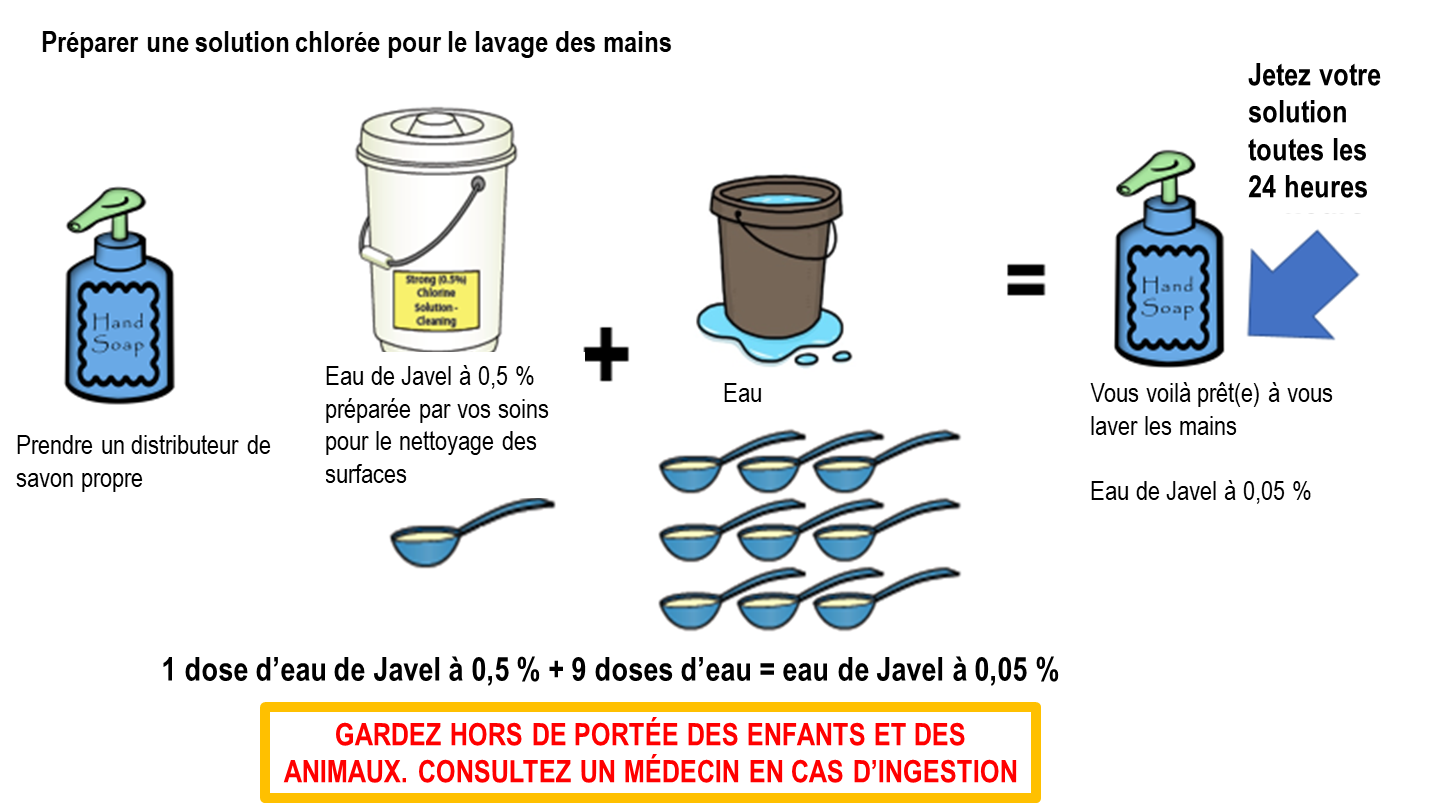 Préparer une solution chlorée pour le lavage des mains
Jetez votre
solution
toutes les
24 heures
Hand
Soap
Prendre un distributeur de
savon propre
Strong (0.5%)
Chlorine
Solution -
Cleaning
Eau de Javel à 0,5 %
préparée par vos soins
pour le nettoyage des
surfaces
+
Eau
=
Hand
Soap
Vous voilà prêt(e) à vous
laver les mains
Eau de Javel à 0,05 %
1 dose d’eau de Javel à 0,5 % + 9 doses d’eau = eau de Javel à 0,05 %
GARDEZ HORS DE PORTÉE DES ENFANTS ET DES
ANIMAUX. CONSULTEZ UN MÉDECIN EN CAS D’INGESTION